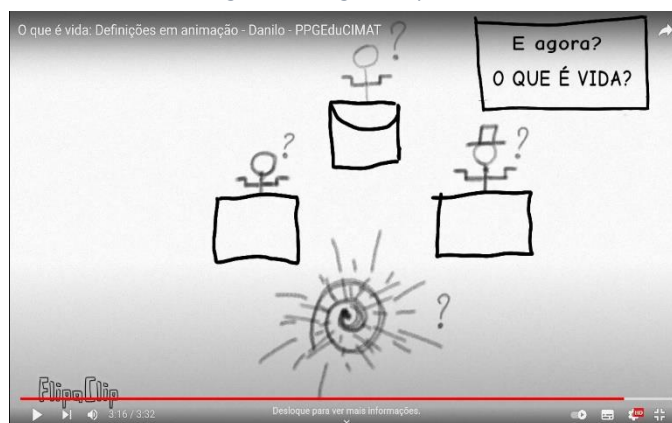 O que é vida: Definições em animação - Danilo - PPGEduCIMAT
?
E agora?
O QUE É VIDA?
?
?
?
FlipaClip
3:16 / 3:32
Desloque para ver mais informações.
HD